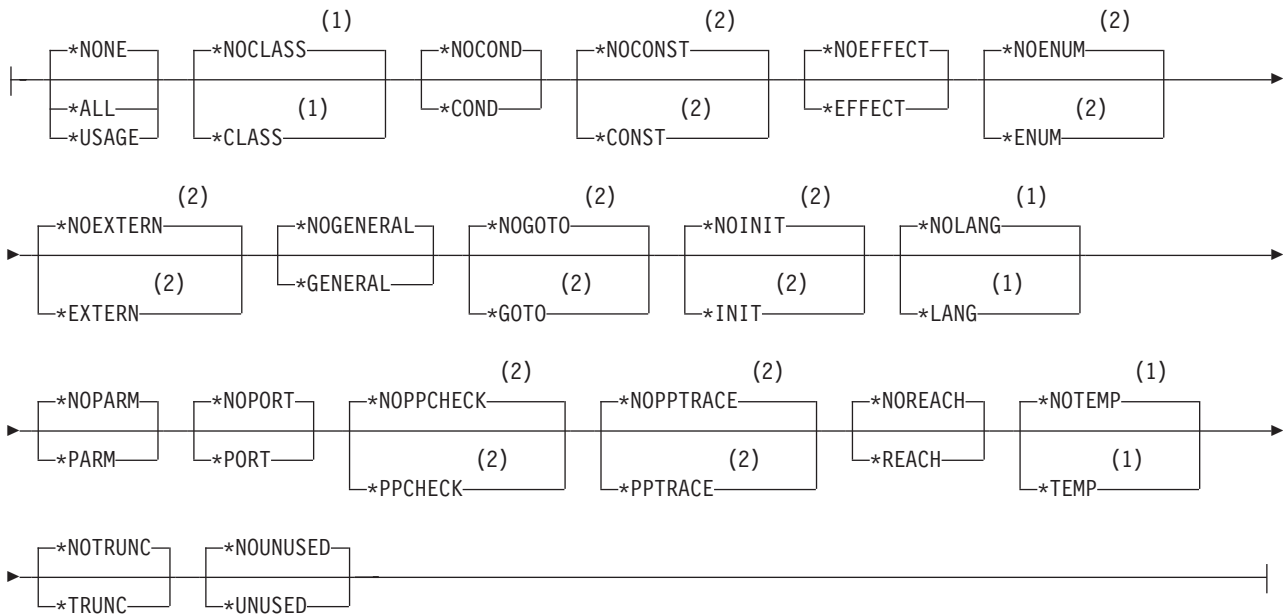 (1) (2) (2)
*NONE *NOCLASS *NOCOND *NOCONST *NOEFFECT *NOENUM
*ALL (1) *COND (2) *EFFECT (2)
*USAGE *CLASS *CONST *ENUM
(2) (2) (2) (1)
*NOEXTERN *NOGENERAL *NOGOTO *NOINIT *NOLANG
(2) *GENERAL (2) (2) (1)
*EXTERN *GOTO *INIT *LANG
(2) (2) (1)
*NOPARM *NOPORT *NOPPCHECK *NOPPTRACE *NOREACH *NOTEMP
*PARM *PORT (2) (2) *REACH (1)
*PPCHECK *PPTRACE *TEMP
*NOTRUNC *NOUNUSED
*TRUNC *UNUSED